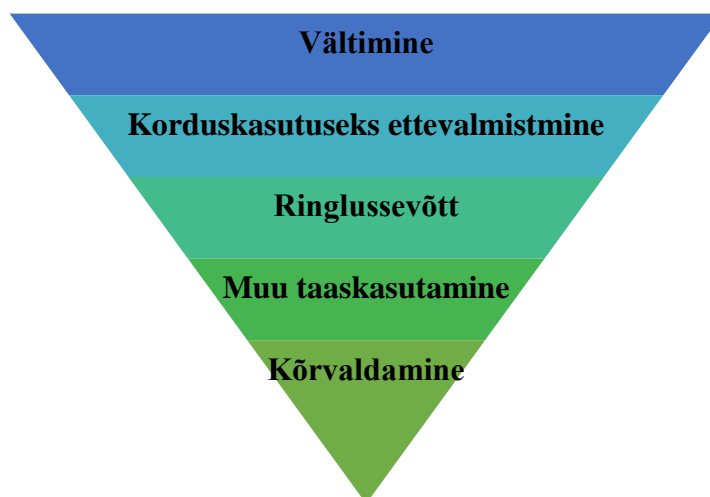 Vältimine
Korduskasutuseks ettevalmistmine
Ringlussevõtt
Muu taaskasutamine
Kõrvaldamine